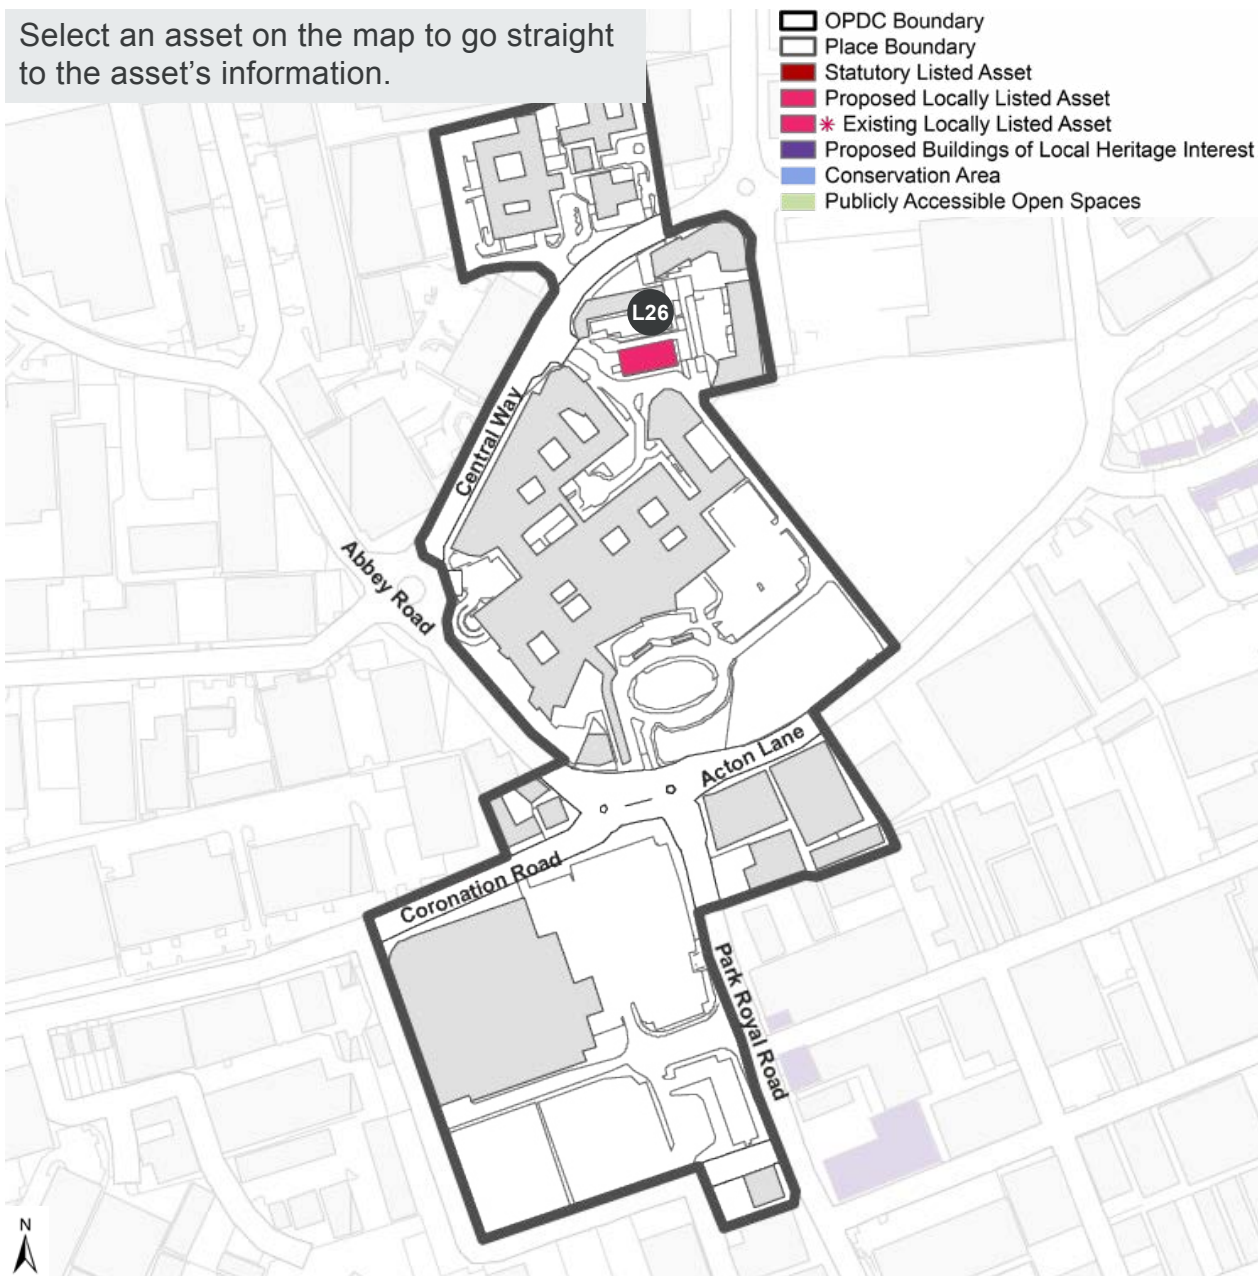 Select an asset on the map to go straight
to the asset's information.
OPDC Boundary
Place Boundary
Statutory Listed Asset
Proposed Locally Listed Asset
* Existing Locally Listed Asset
Proposed Buildings of Local Heritage Interest
Conservation Area
Publicly Accessible Open Spaces
L26
Central Way
Abbey Road
Acton Lane
Coronation Road
Park Royal Road
N